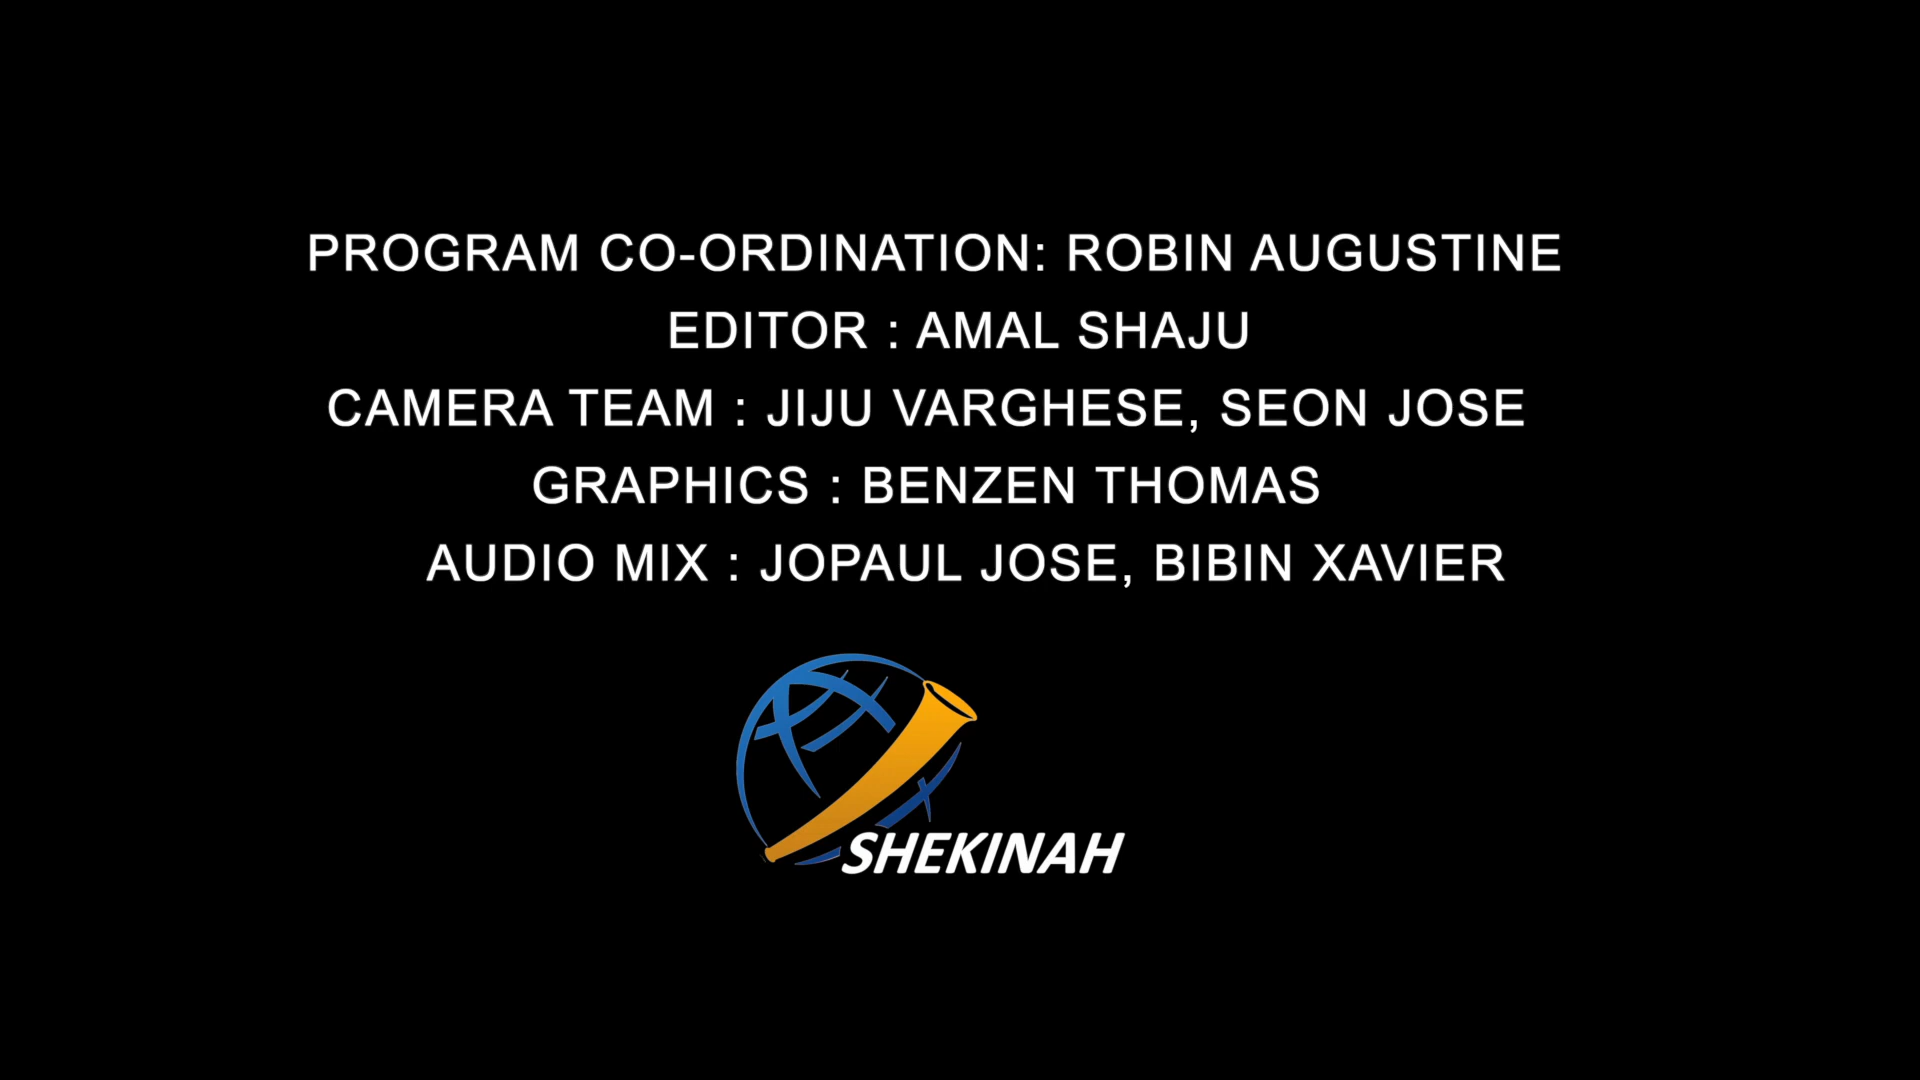 PROGRAM CO-ORDINATION: ROBIN AUGUSTINE
EDITOR : AMAL SHAJU
CAMERA TEAM : JIJU VARGHESE, SEON JOSE
GRAPHICS : BENZEN THOMAS
AUDIO MIX : JOPAUL JOSE, BIBIN XAVIER
SHEKINAH